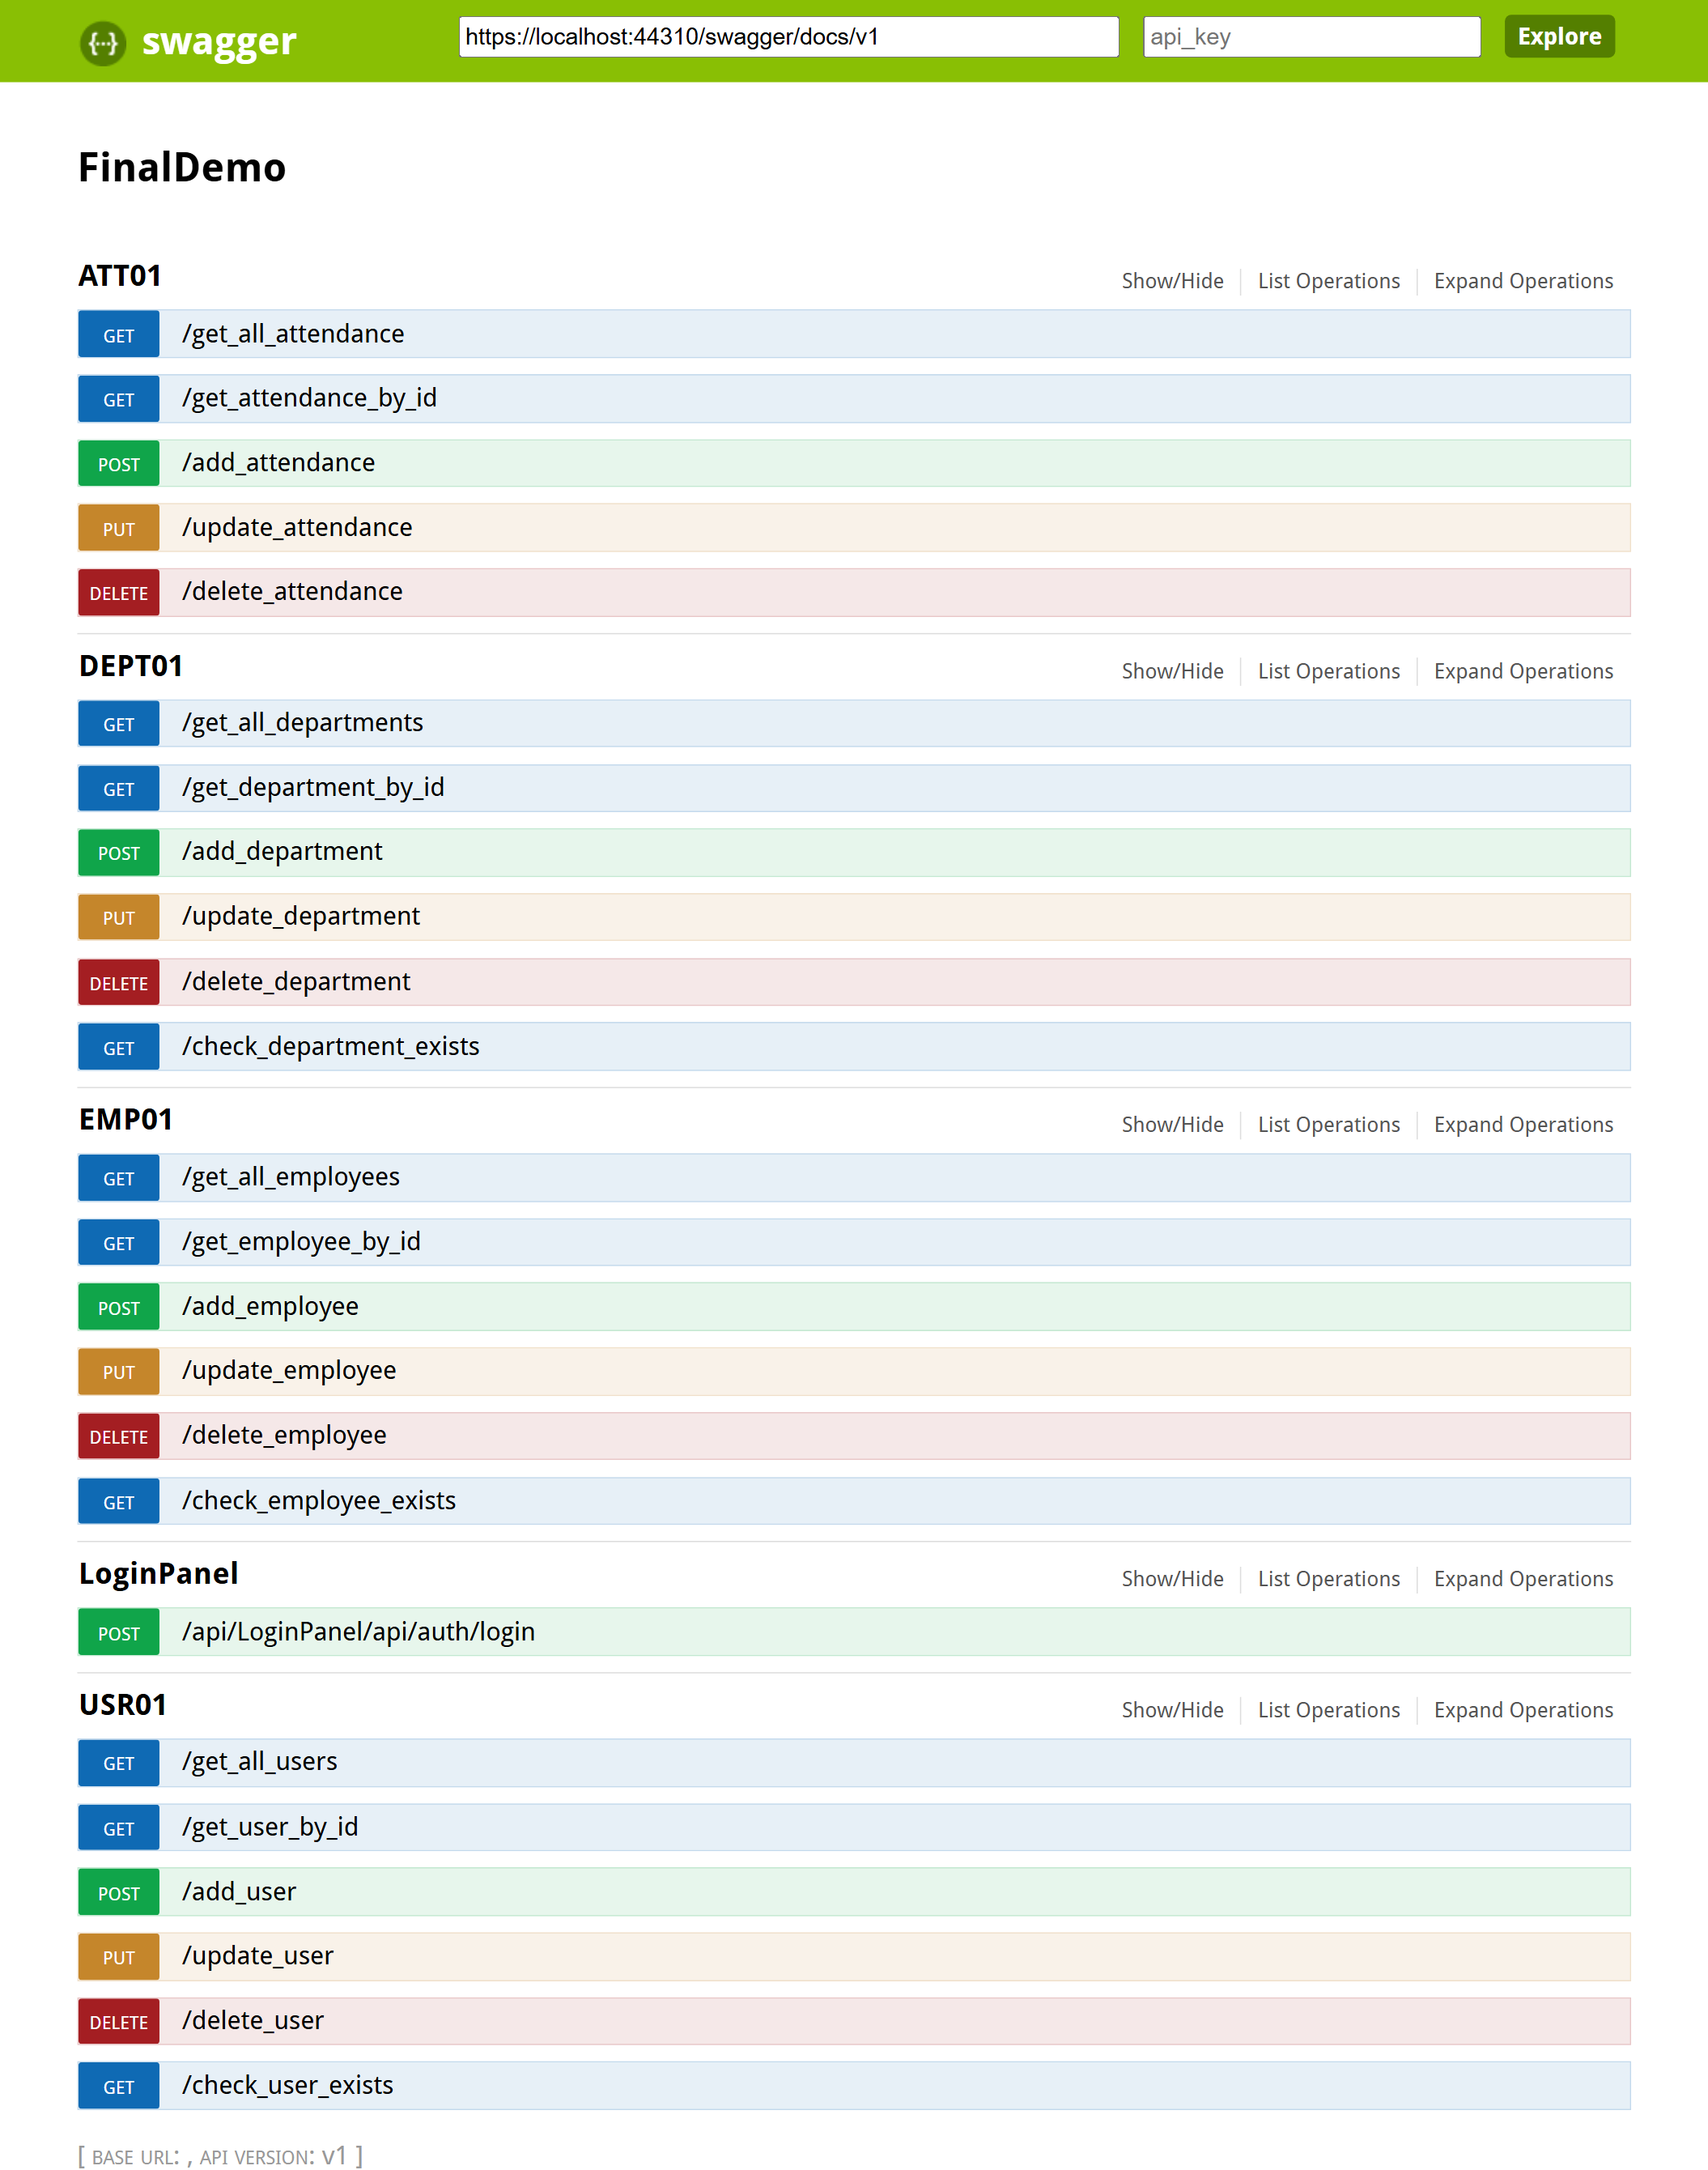 {...} swagger https://localhost:44310/swagger/docs/v1 api_key Explore
FinalDemo
ATT01 Show/Hide List Operations Expand Operations
GET /get_all_attendance
GET /get_attendance_by_id
POST /add_attendance
PUT /update_attendance
DELETE /delete_attendance
DEPT01 Show/Hide List Operations Expand Operations
GET /get_all_departments
GET /get_department_by_id
POST /add_department
PUT /update_department
DELETE /delete_department
GET /check_department_exists
EMP01 Show/Hide List Operations Expand Operations
GET /get_all_employees
GET /get_employee_by_id
POST /add_employee
PUT /update_employee
DELETE /delete_employee
GET /check_employee_exists
LoginPanel Show/Hide List Operations Expand Operations
POST /api/LoginPanel/api/auth/login
USR01 Show/Hide List Operations Expand Operations
GET /get_all_users
GET /get_user_by_id
POST /add_user
PUT /update_user
DELETE /delete_user
GET /check_user_exists
[ BASE URL: , API VERSION: v1 ]